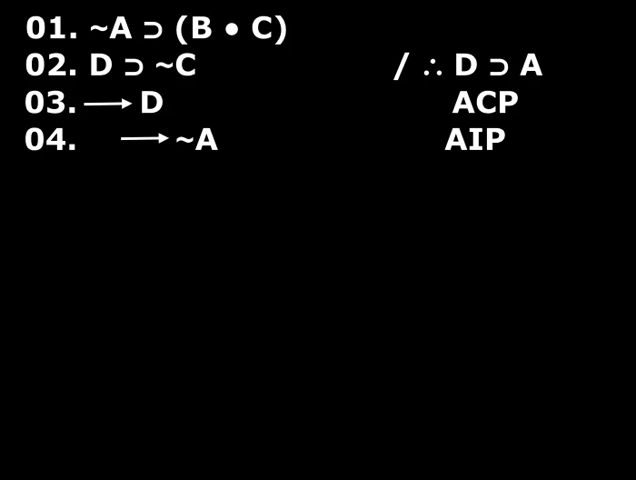 01. ~A ⊃ (B • C)
02. D ⊃ ~C / ∴ D ⊃ A
03. → D ACP
04. → ~A AIP